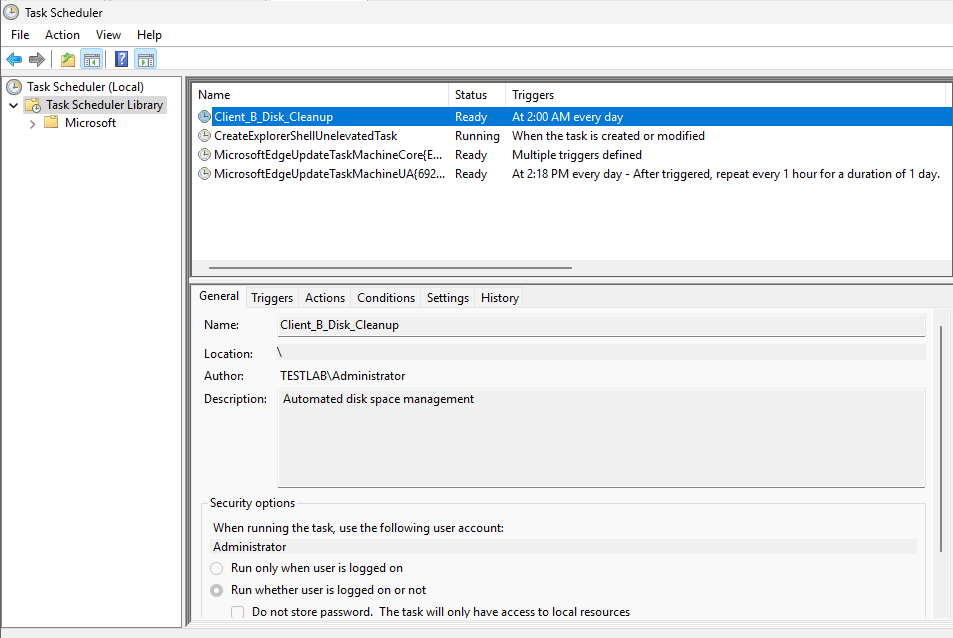 Task Scheduler
File Action View Help
Task Scheduler (Local)
Task Scheduler Library
Microsoft
Name Status Triggers
Client_B_Disk_Cleanup Ready At 2:00 AM every day
CreateExplorerShellUnelevatedTask Running When the task is created or modified
MicrosoftEdgeUpdateTaskMachineCore{E... Ready Multiple triggers defined
MicrosoftEdgeUpdateTaskMachineUA{692... Ready At 2:18 PM every day - After triggered, repeat every 1 hour for a duration of 1 day.
General Triggers Actions Conditions Settings History
Name: Client_B_Disk_Cleanup
Location: \
Author: TESTLAB\Administrator
Description: Automated disk space management
Security options
When running the task, use the following user account:
Administrator
Run only when user is logged on
Run whether user is logged on or not
Do not store password. The task will only have access to local resources